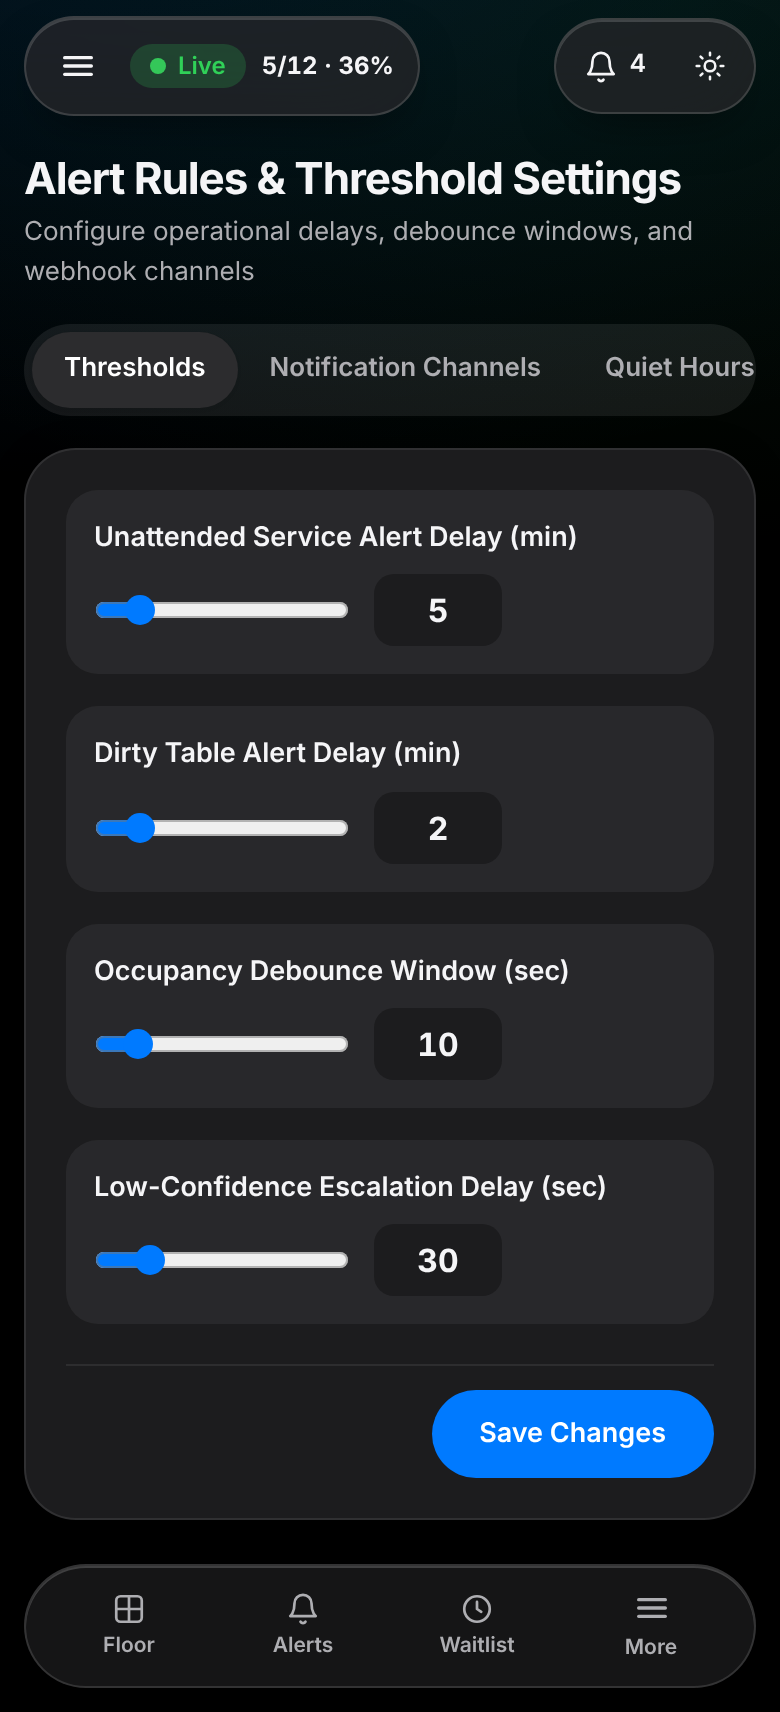 Live 5/12 · 36% 4
Alert Rules & Threshold Settings
Configure operational delays, debounce windows, and
webhook channels
Thresholds Notification Channels Quiet Hours
Unattended Service Alert Delay (min)
5
Dirty Table Alert Delay (min)
2
Occupancy Debounce Window (sec)
10
Low-Confidence Escalation Delay (sec)
30
Save Changes
Floor Alerts Waitlist More